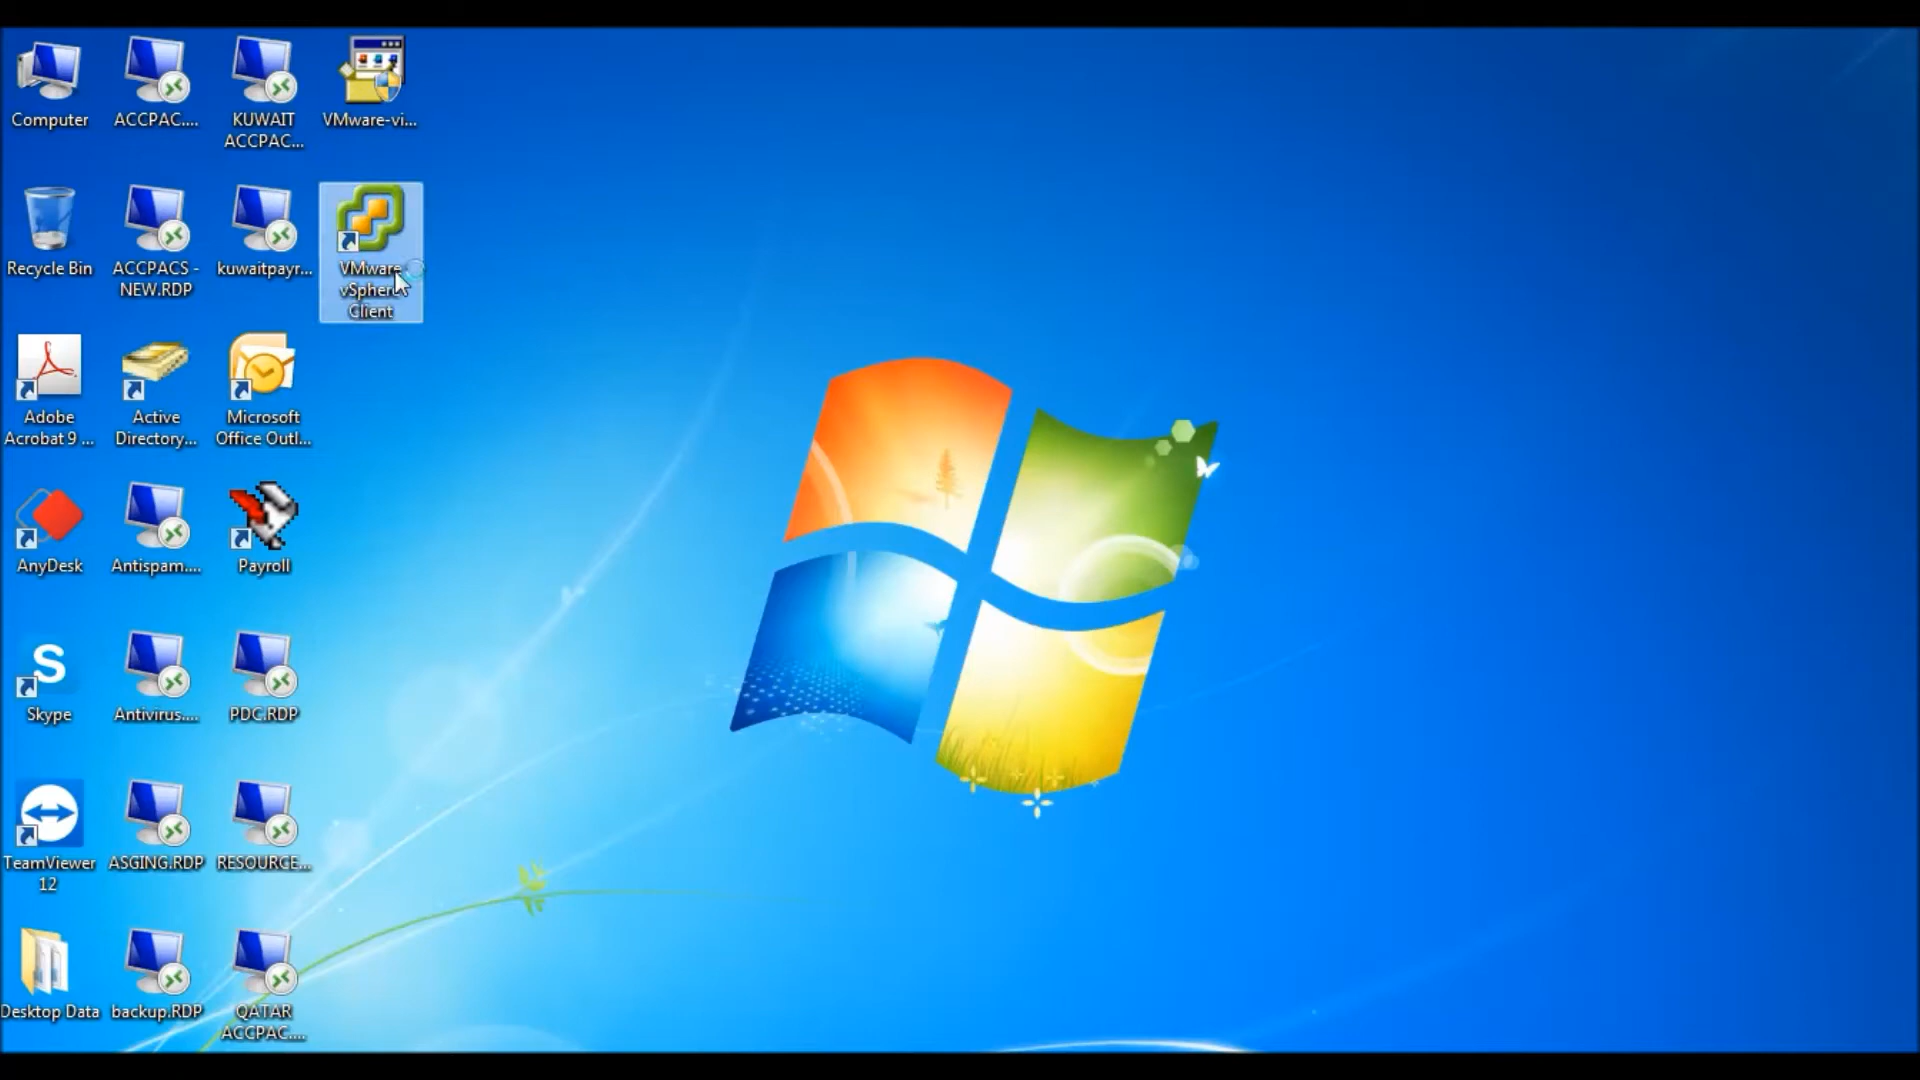 Computer
ACCPAC....
KUWAIT
ACCPAC...
VMware-vi...
Recycle Bin
ACCPACS -
NEW.RDP
kuwaitpayr...
VMware
vSphere
Client
Adobe
Acrobat 9 ...
Active
Directory...
Microsoft
Office Outl...
AnyDesk
Antispam....
Payroll
S
Skype
Antivirus....
PDC.RDP
TeamViewer
12
ASGING.RDP
RESOURCE...
Desktop Data
backup.RDP
QATAR
ACCPAC....